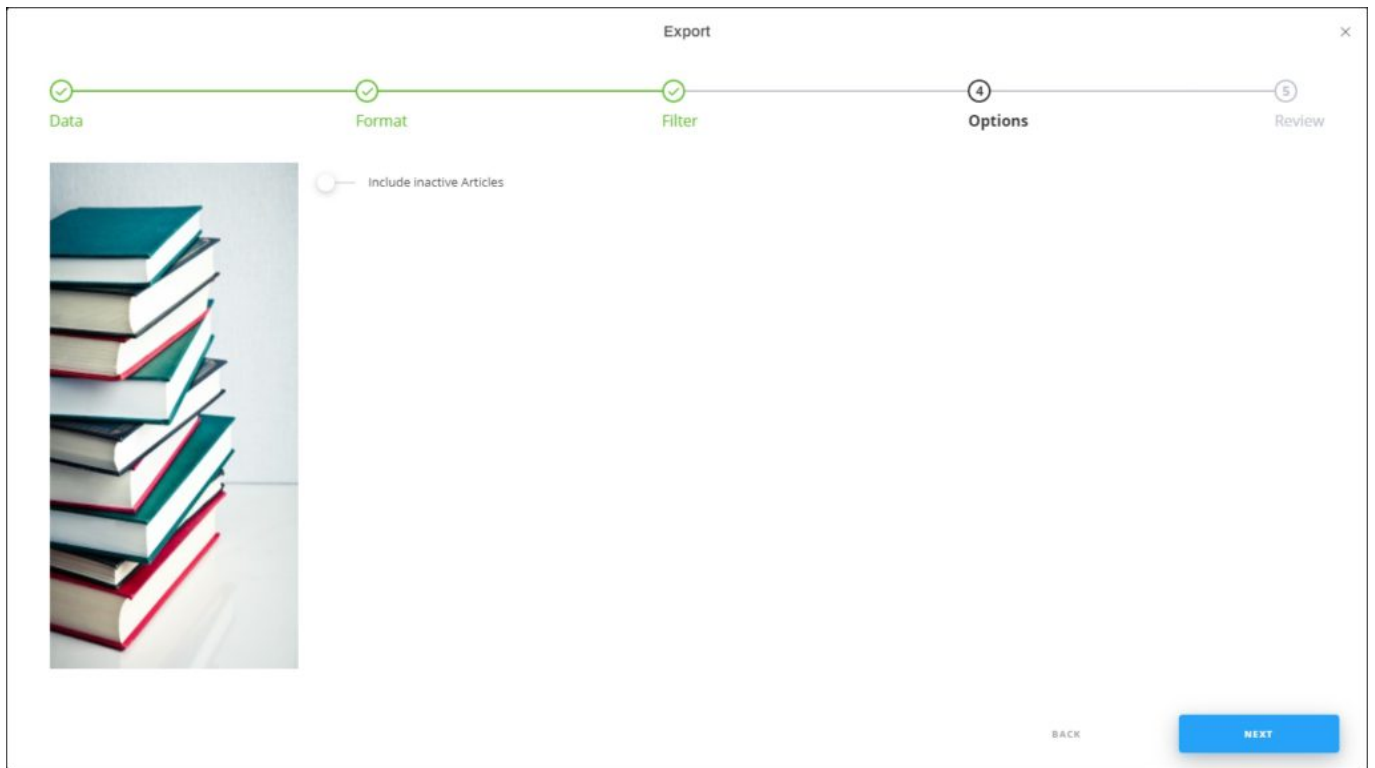 Export
4
5
Data
Format
Filter
Options
Review
Include inactive Articles
BACK
NEXT